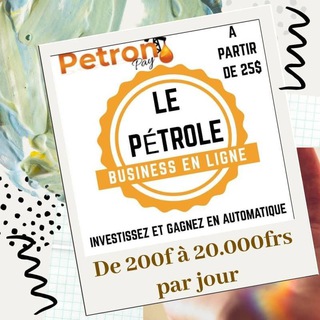 Petron
Pay
A
PARTIR
DE 25$
LE
PÉTROLE
BUSINESS EN LIGNE
INVESTISSEZ ET GAGNEZ EN AUTOMATIQUE
De 200f à 20.000frs
par jour